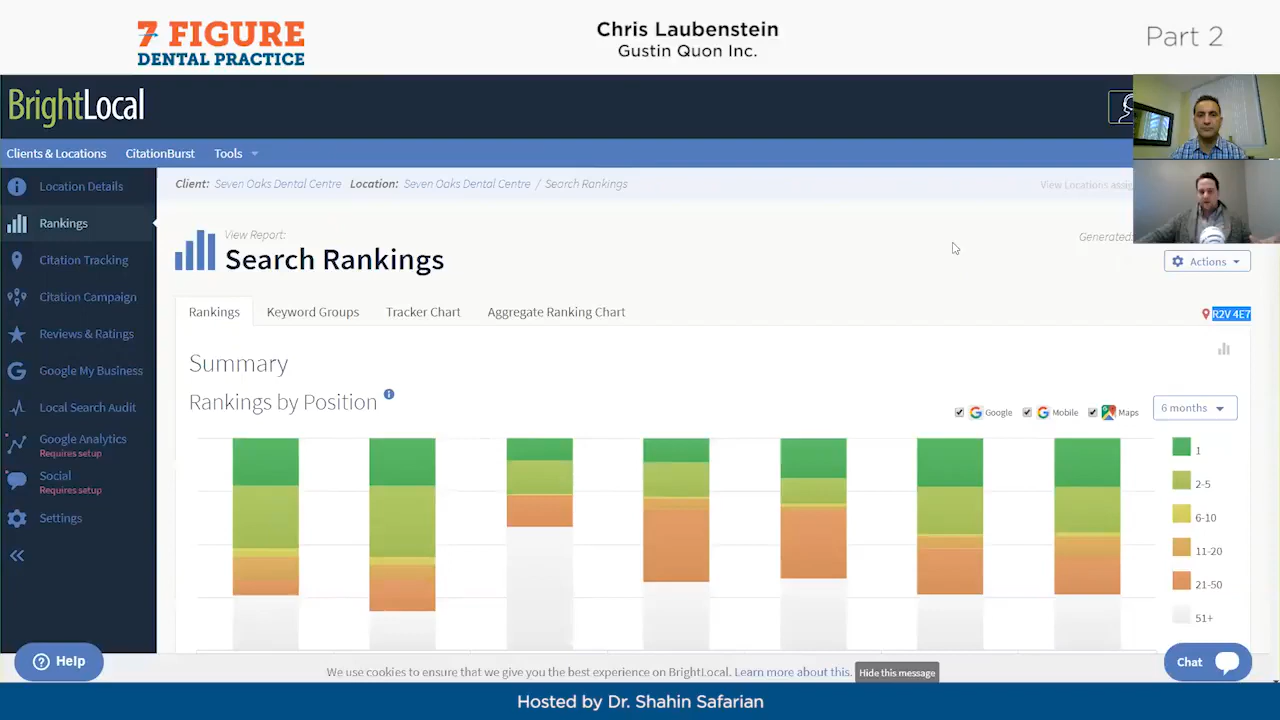 7 FIGURE
DENTAL PRACTICE
Chris Laubenstein
Gustin Quon Inc.
Part 2
BrightLocal
Clients & Locations CitationBurst Tools
Client: Seven Oaks Dental Centre Location: Seven Oaks Dental Centre / Search Rankings
View Locations assig
Location Details
Rankings
Citation Tracking
Citation Campaign
Reviews & Ratings
Google My Business
Local Search Audit
Google Analytics
Requires setup
Social
Requires setup
Settings
View Report:
Search Rankings
Generated:
Actions
Rankings Keyword Groups Tracker Chart Aggregate Ranking Chart
R2V 4E7
Summary
Rankings by Position
Google Mobile Maps
6 months
1
2-5
6-10
11-20
21-50
51+
Help
We use cookies to ensure that we give you the best experience on BrightLocal. Learn more about this. Hide this message
Chat
Hosted by Dr. Shahin Safarian